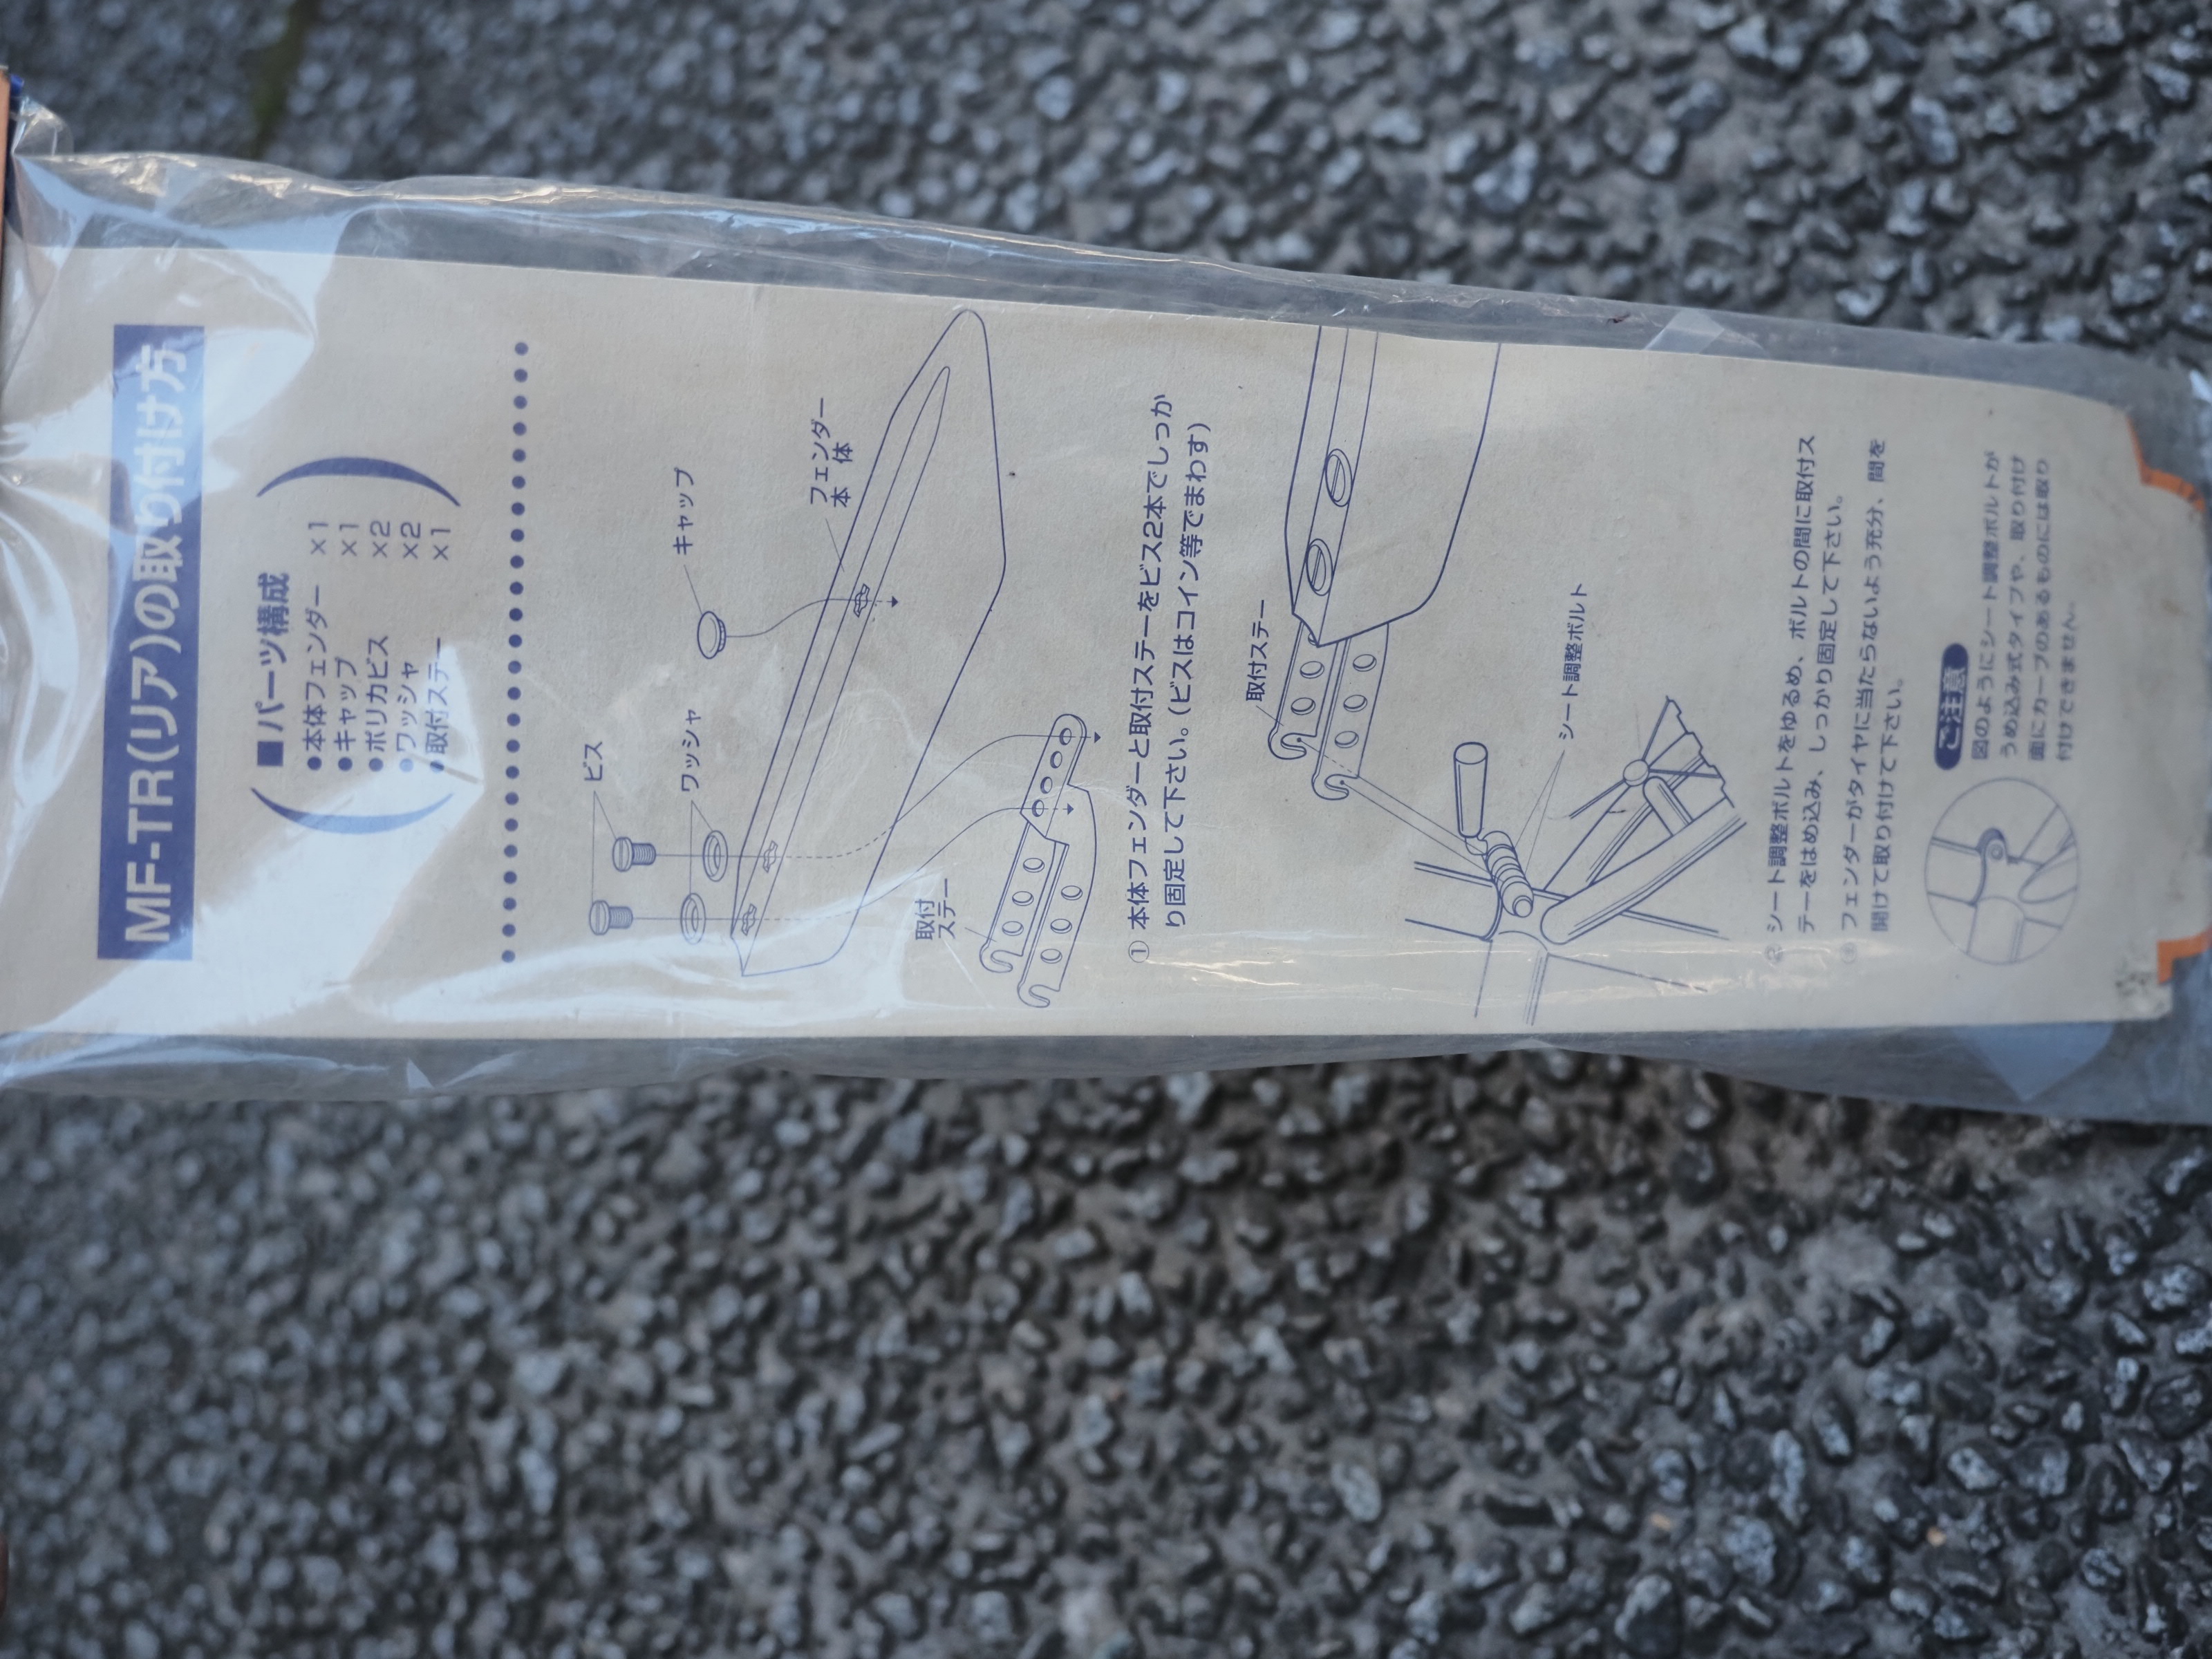 MF-TR(リア)の取り付け方
■パーツ構成
●本体フェンダー ×1
●キャップ ×1
●ポリカビス ×2
●ワッシャ ×2
●取付ステー ×1
ビス
キャップ
ワッシャ
フェンダー
本体
取付
ステー
① 本体フェンダーと取付ステーをビス2本でしっか
り固定して下さい。(ビスはコイン等でまわす)
取付ステー
シート調整ボルト
② シート調整ボルトをゆるめ、ボルトの間に取付ス
テーをはめ込み、しっかり固定して下さい。
③ フェンダーがタイヤに当たらないよう充分、間を
開けて取り付けて下さい。
ご注意
図のようにシート調整ボルトが
うめ込み式タイプや、取り付け
面にカーブのあるものには取り
付けできません。